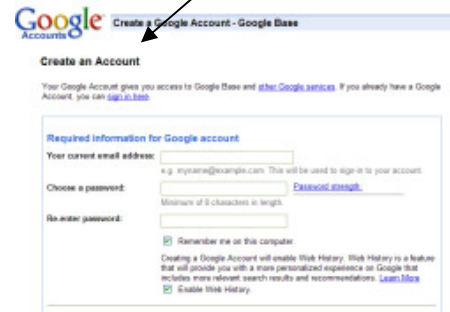 Google Create a Google Account - Google Base
Accounts
Create an Account
Your Google Account gives you access to Google Base and other Google services. If you already have a Google
Account, you can sign in here.
Required information for Google account
Your current email address:
e.g. myname@example.com. This will be used to sign-in to your account.
Choose a password: Password strength:
Minimum of 8 characters in length.
Re-enter password:
Remember me on this computer.
Creating a Google Account will enable Web History. Web History is a feature
that will provide you with a more personalized experience on Google that
includes more relevant search results and recommendations. Learn More
Enable Web History.